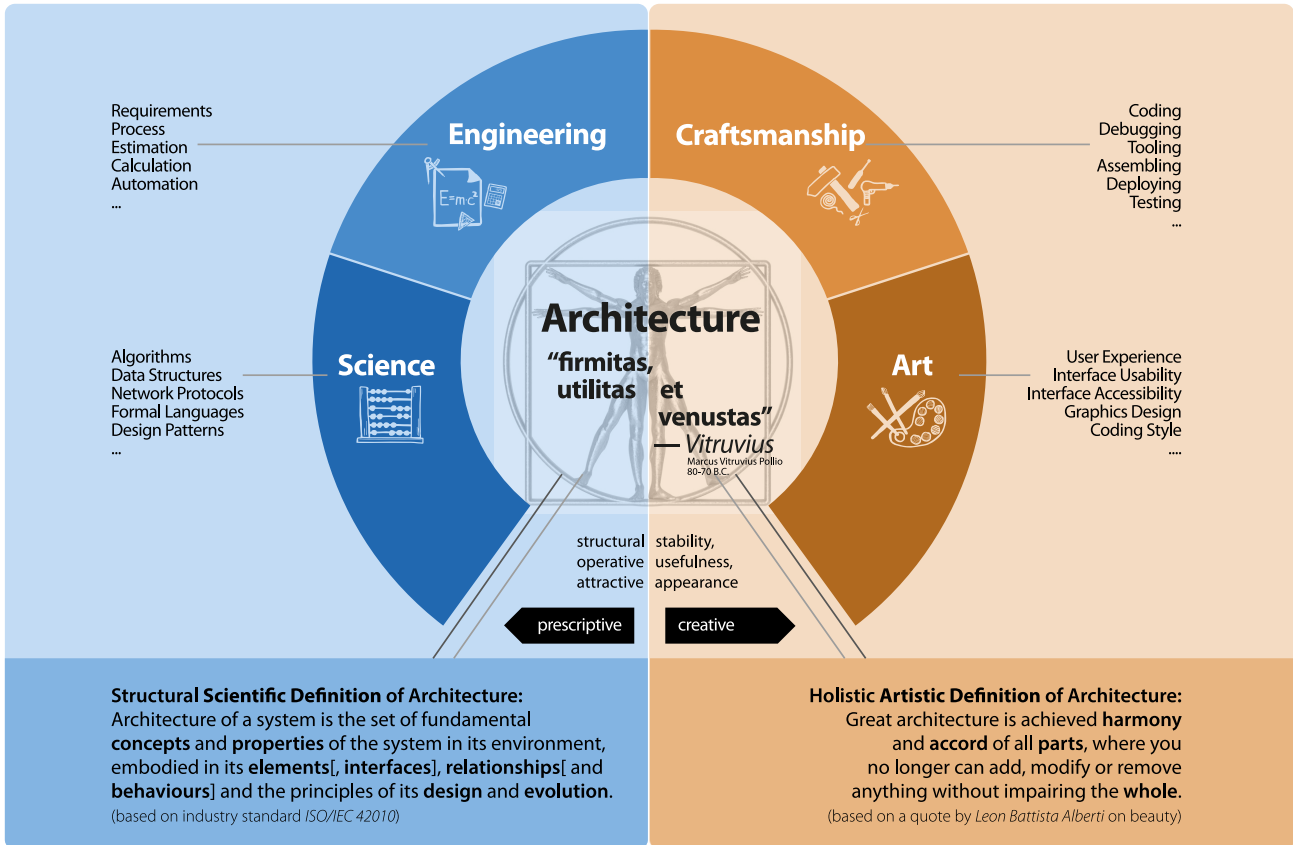 Engineering
Craftsmanship
Requirements
Process
Estimation
Calculation
Automation
...
Coding
Debugging
Tooling
Assembling
Deploying
Testing
...
E=mc²
Architecture
“firmitas,
utilitas et
venustas”
— Vitruvius
Marcus Vitruvius Pollio
80-70 B.C.
Science
Art
Algorithms
Data Structures
Network Protocols
Formal Languages
Design Patterns
...
User Experience
Interface Usability
Interface Accessibility
Graphics Design
Coding Style
....
structural stability,
operative usefulness,
attractive appearance
prescriptive
creative
Structural Scientific Definition of Architecture:
Architecture of a system is the set of fundamental
concepts and properties of the system in its environment,
embodied in its elements[, interfaces], relationships[ and
behaviours] and the principles of its design and evolution.
(based on industry standard ISO/IEC 42010)
Holistic Artistic Definition of Architecture:
Great architecture is achieved harmony
and accord of all parts, where you
no longer can add, modify or remove
anything without impairing the whole.
(based on a quote by Leon Battista Alberti on beauty)